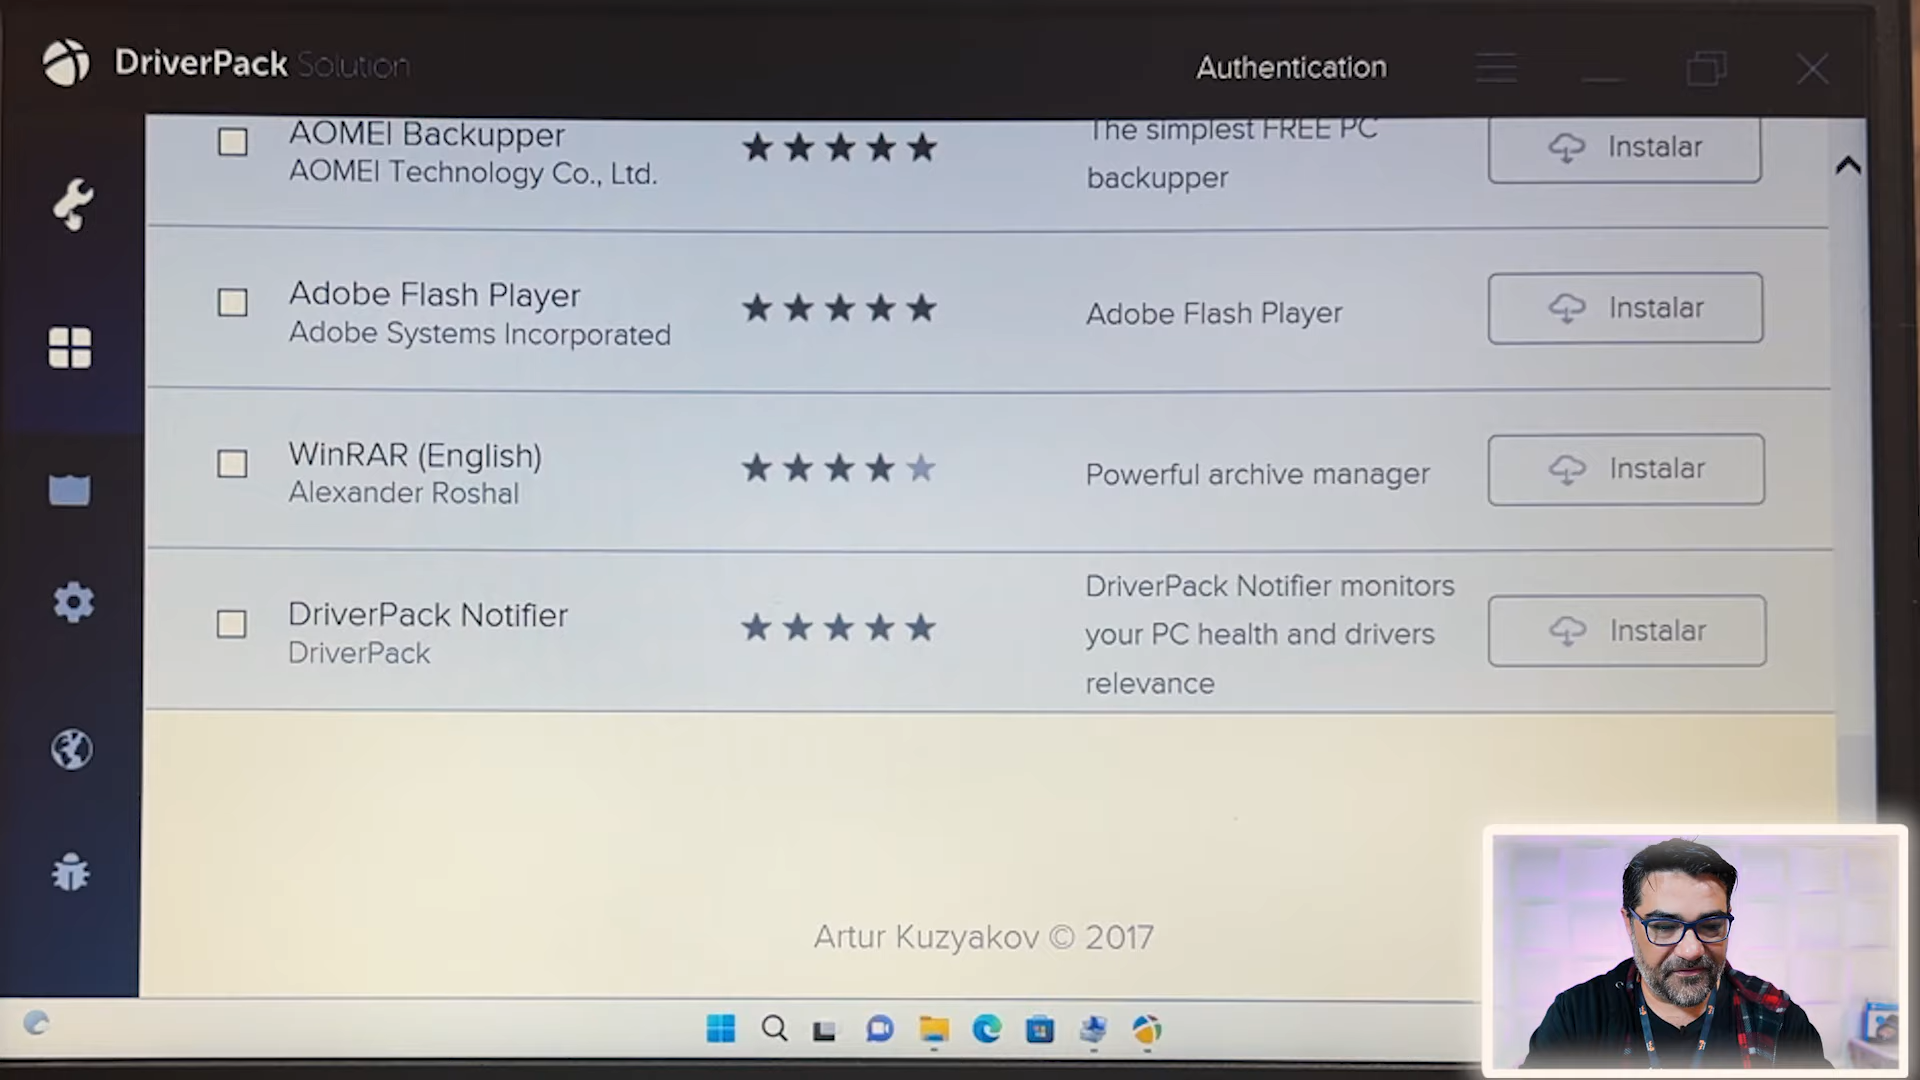 DriverPack Solution
Authentication
AOMEI Backupper
AOMEI Technology Co., Ltd.
The simplest FREE PC
backupper
Instalar
Adobe Flash Player
Adobe Systems Incorporated
Adobe Flash Player
Instalar
WinRAR (English)
Alexander Roshal
Powerful archive manager
Instalar
DriverPack Notifier
DriverPack
DriverPack Notifier monitors
your PC health and drivers
relevance
Instalar
Artur Kuzyakov © 2017